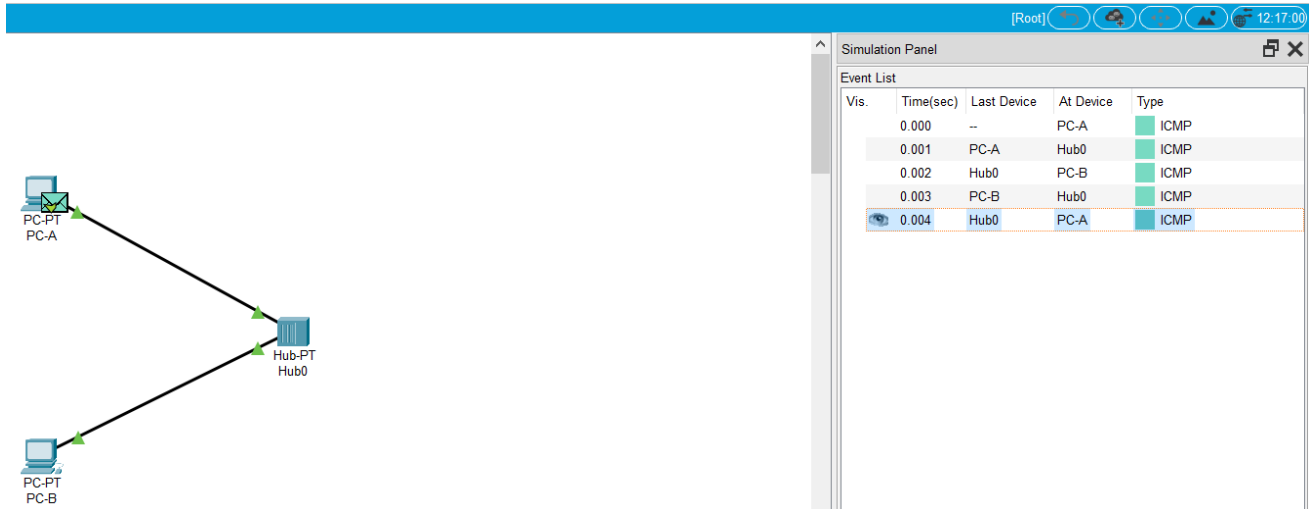 [Root] 12:17:00
Simulation Panel
Event List
Vis. Time(sec) Last Device At Device Type
0.000 -- PC-A ICMP
0.001 PC-A Hub0 ICMP
0.002 Hub0 PC-B ICMP
0.003 PC-B Hub0 ICMP
0.004 Hub0 PC-A ICMP
PC-PT
PC-A
Hub-PT
Hub0
PC-PT
PC-B